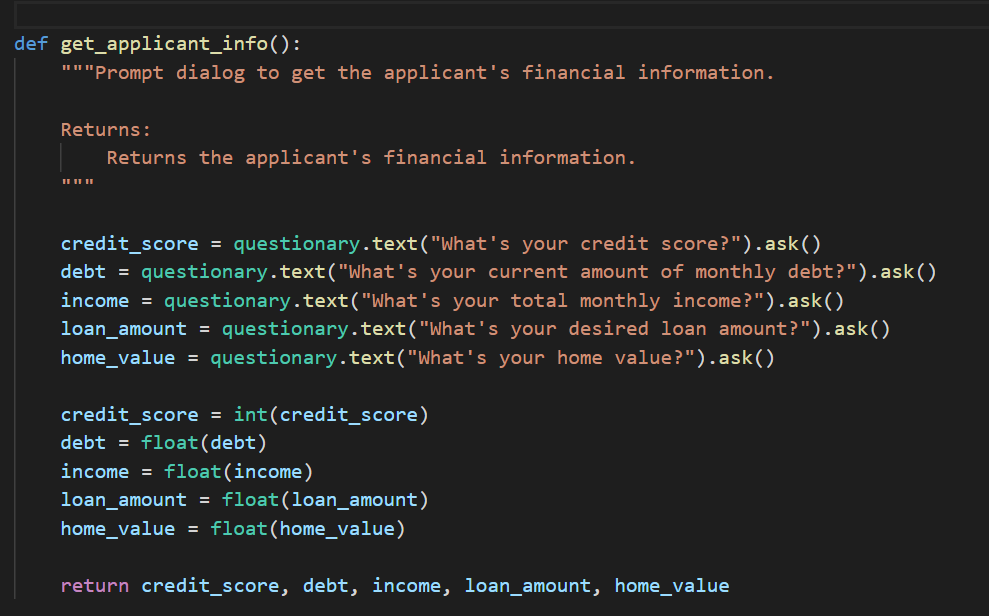 def get_applicant_info():
    """Prompt dialog to get the applicant's financial information.

    Returns:
        Returns the applicant's financial information.
    """

    credit_score = questionary.text("What's your credit score?").ask()
    debt = questionary.text("What's your current amount of monthly debt?").ask()
    income = questionary.text("What's your total monthly income?").ask()
    loan_amount = questionary.text("What's your desired loan amount?").ask()
    home_value = questionary.text("What's your home value?").ask()

    credit_score = int(credit_score)
    debt = float(debt)
    income = float(income)
    loan_amount = float(loan_amount)
    home_value = float(home_value)

    return credit_score, debt, income, loan_amount, home_value